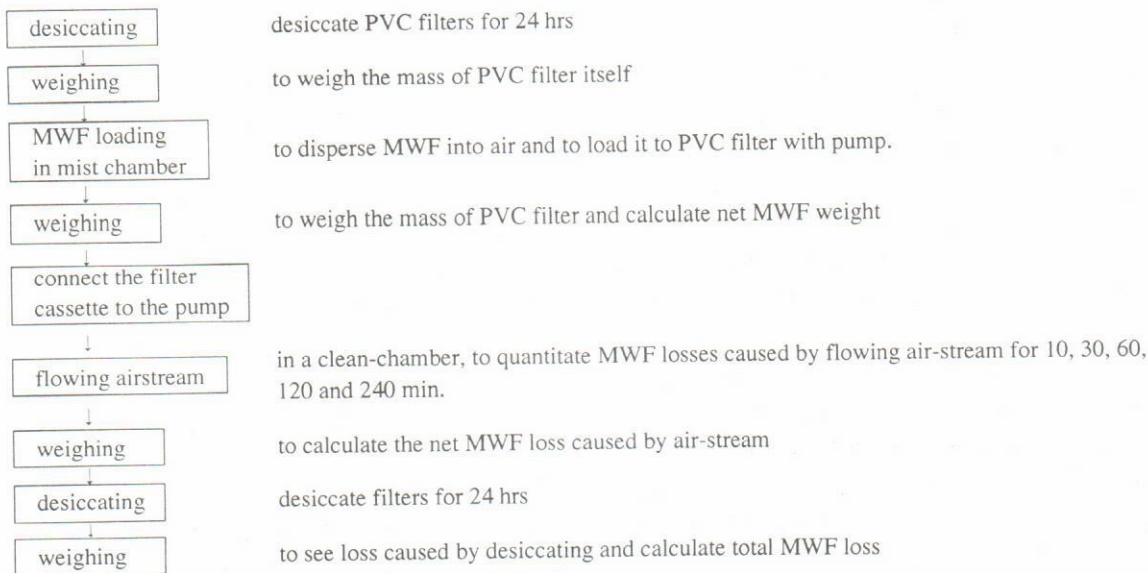 desiccating
desiccate PVC filters for 24 hrs
weighing
to weigh the mass of PVC filter itself
MWF loading
in mist chamber
to disperse MWF into air and to load it to PVC filter with pump.
weighing
to weigh the mass of PVC filter and calculate net MWF weight
connect the filter
cassette to the pump
flowing airstream
in a clean-chamber, to quantitate MWF losses caused by flowing air-stream for 10, 30, 60,
120 and 240 min.
weighing
to calculate the net MWF loss caused by air-stream
desiccating
desiccate filters for 24 hrs
weighing
to see loss caused by desiccating and calculate total MWF loss